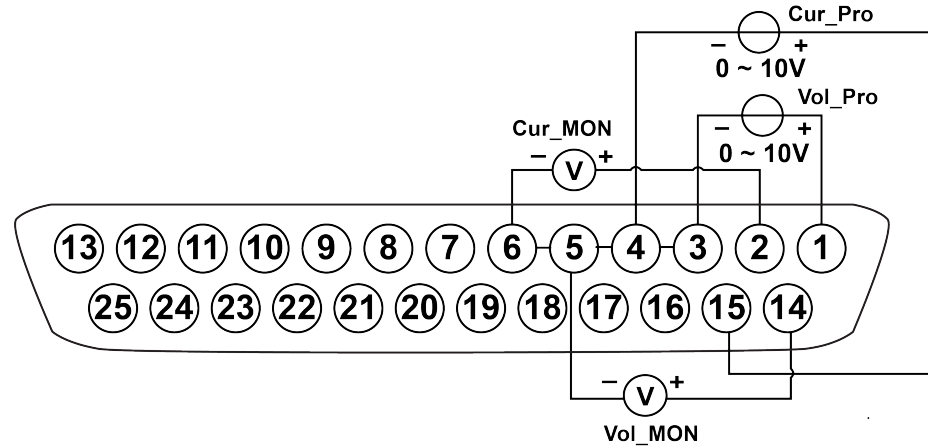 Cur_Pro
– +
0 ~ 10V
Vol_Pro
– +
0 ~ 10V
Cur_MON
– V +
13 12 11 10 9 8 7 6 5 4 3 2 1
25 24 23 22 21 20 19 18 17 16 15 14
– V +
Vol_MON